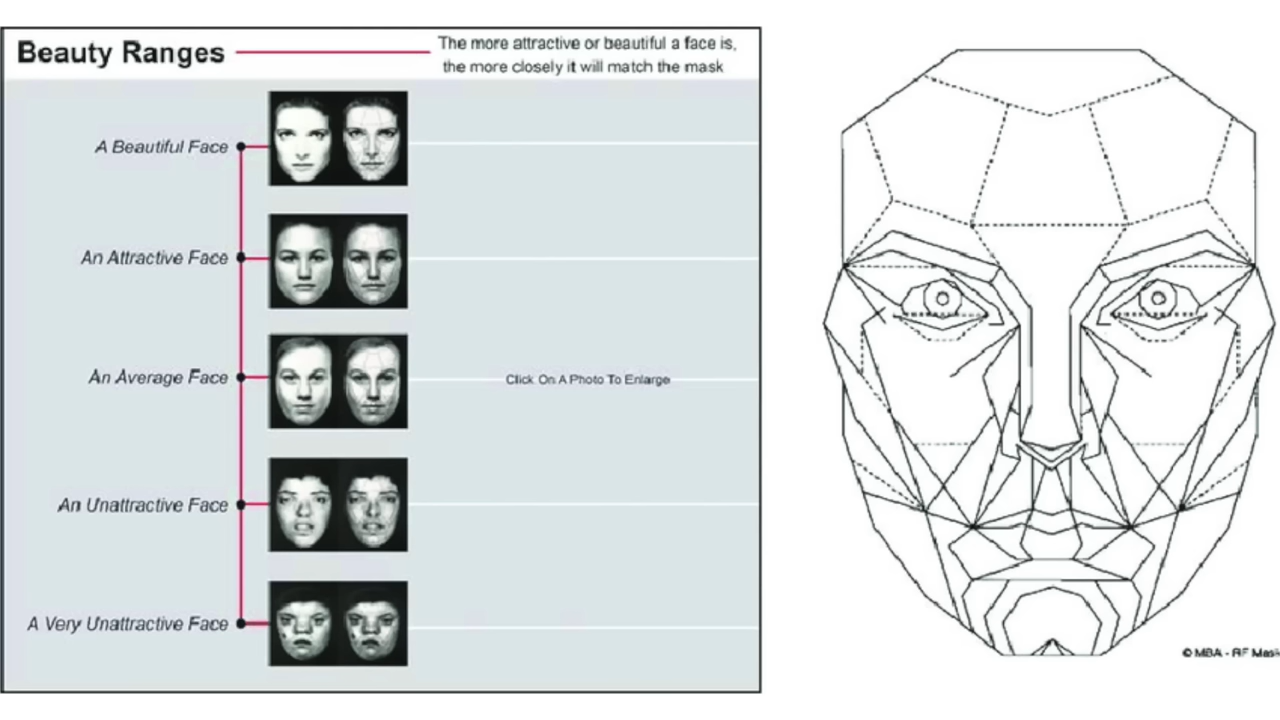 Beauty Ranges
The more attractive or beautiful a face is,
the more closely it will match the mask
A Beautiful Face
An Attractive Face
An Average Face
Click On A Photo To Enlarge
An Unattractive Face
A Very Unattractive Face
© MBA - RF Mask